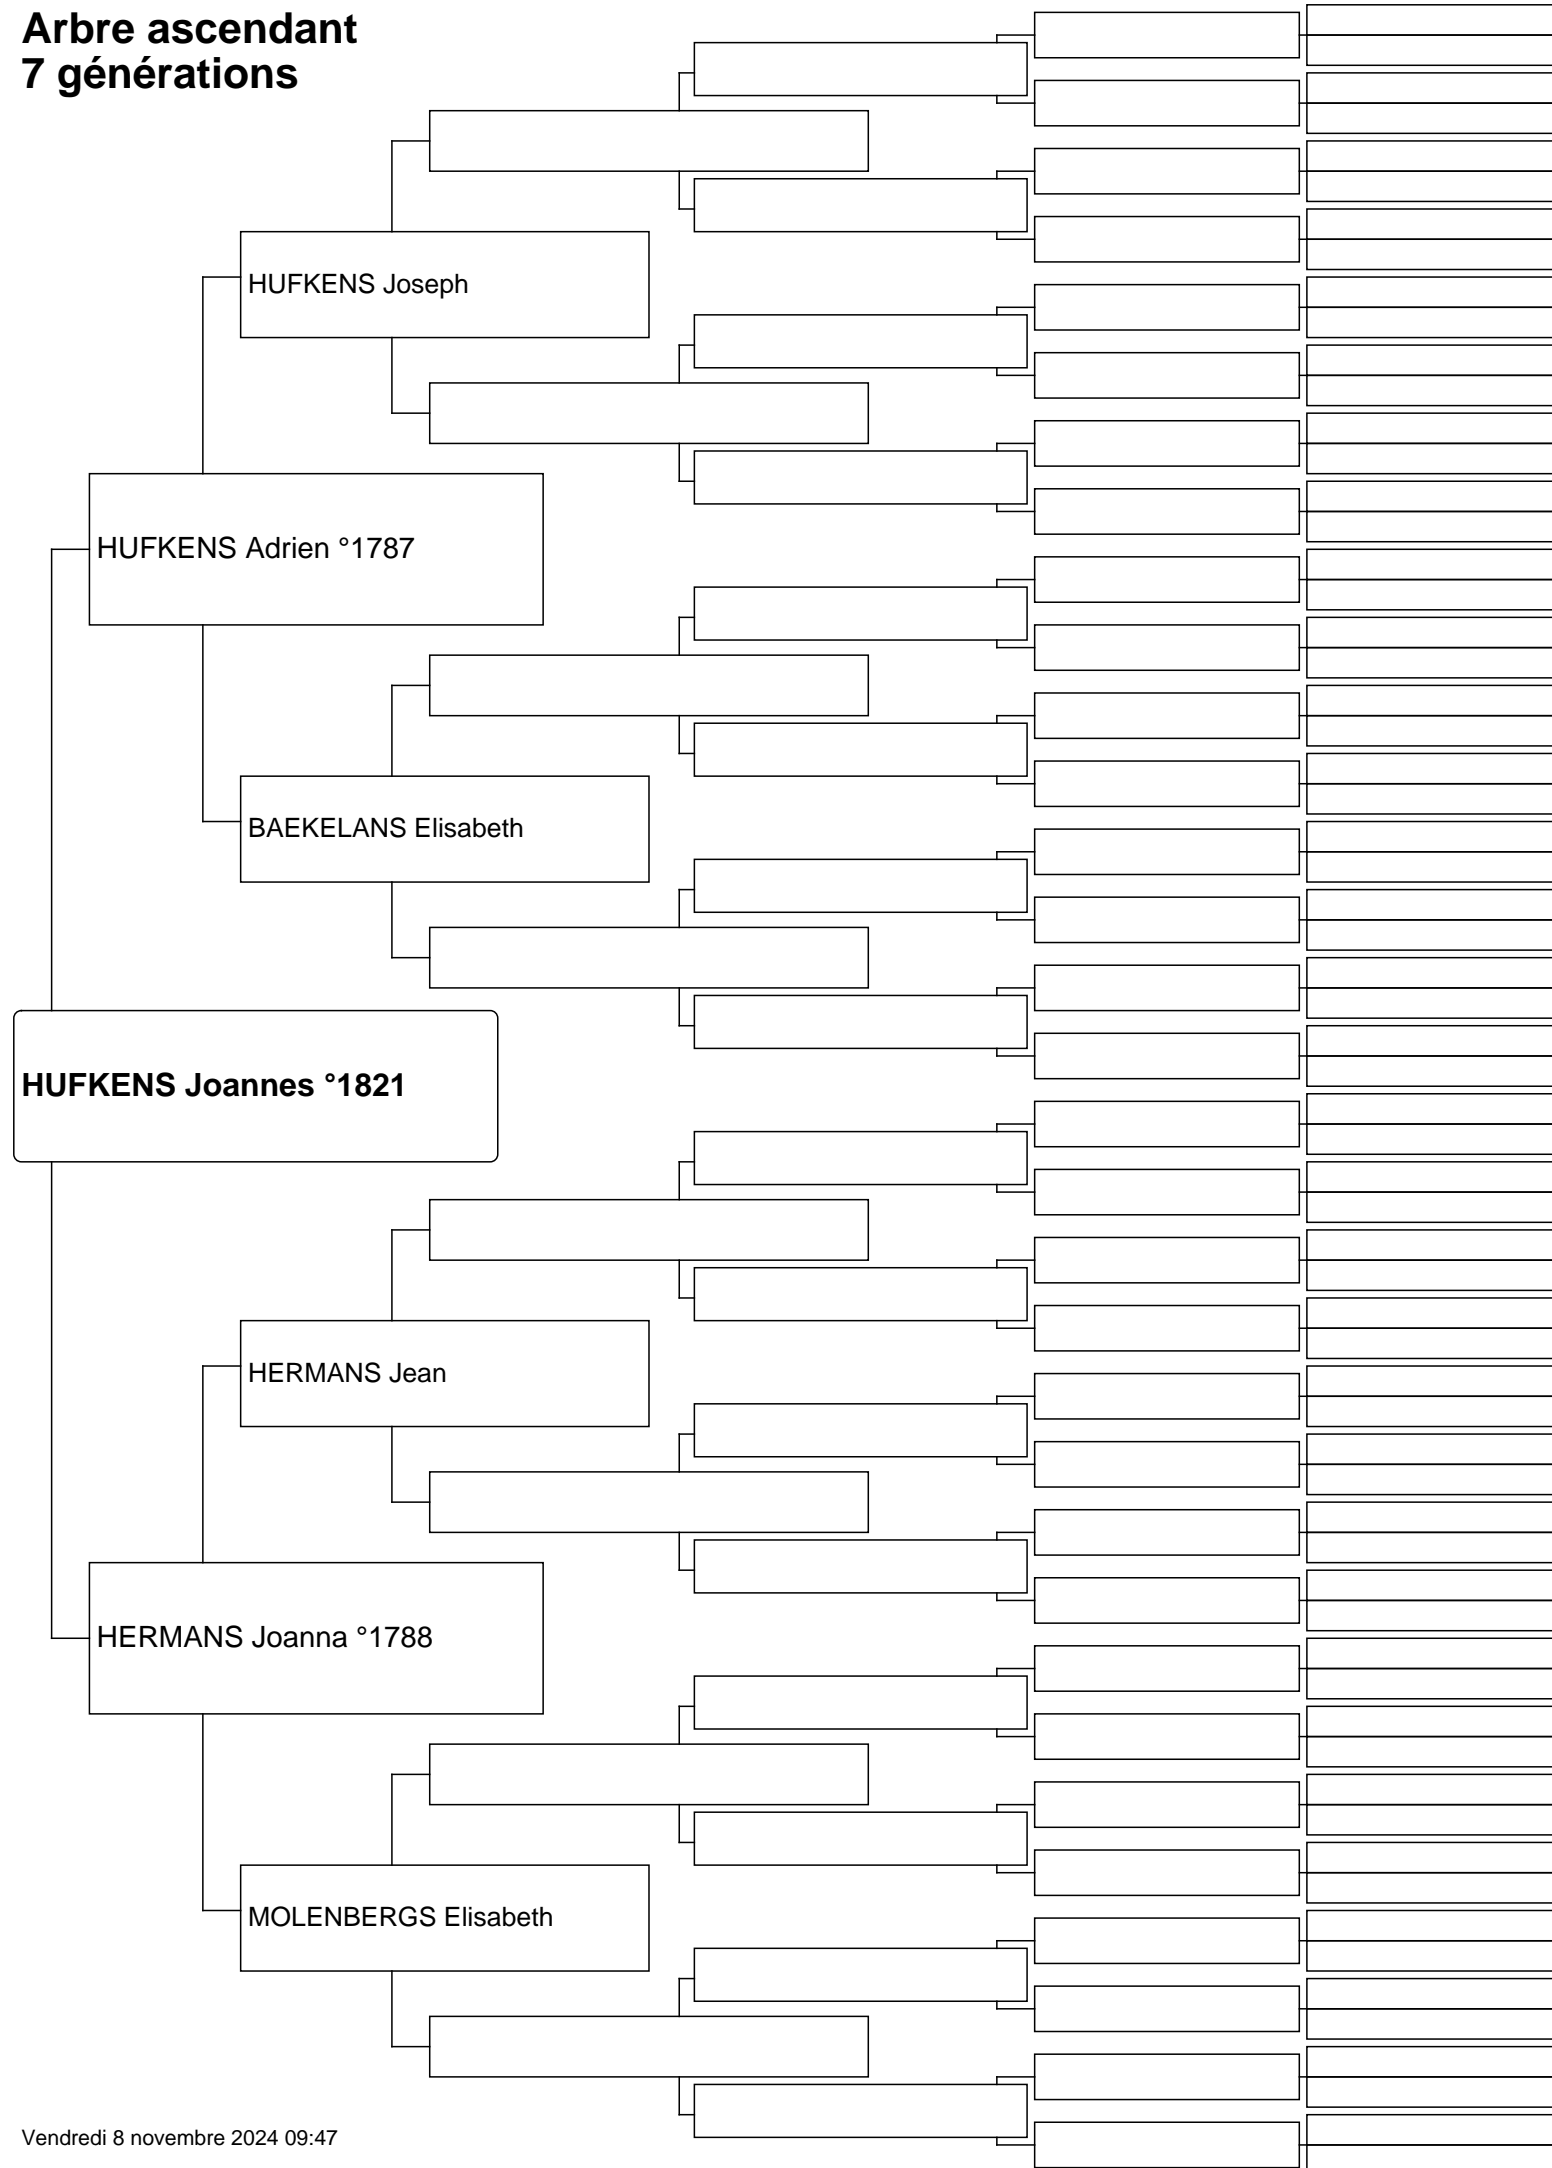 Arbre ascendant
7 générations
HUFKENS Joseph
HUFKENS Adrien °1787
BAEKELANS Elisabeth
HUFKENS Joannes °1821
HERMANS Jean
HERMANS Joanna °1788
MOLENBERGS Elisabeth
Vendredi 8 novembre 2024 09:47